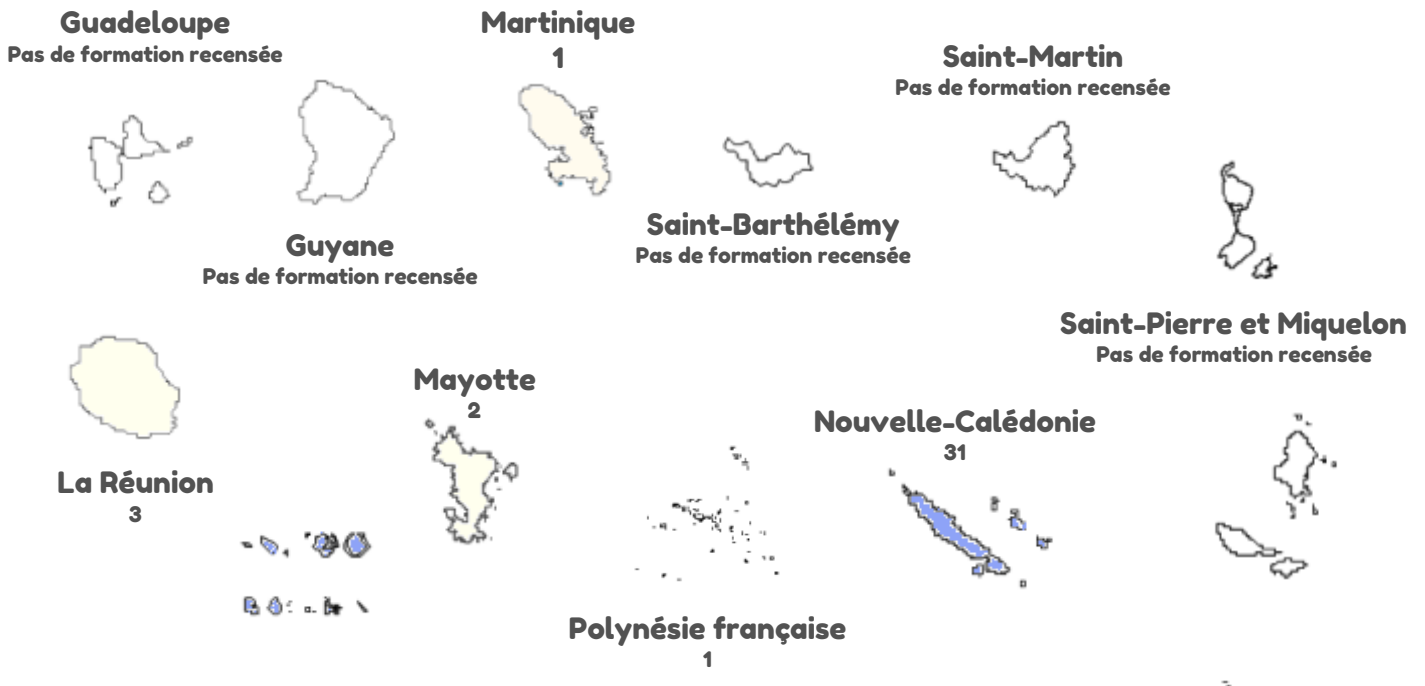 Guadeloupe
Pas de formation recensée
Martinique
1
Saint-Martin
Pas de formation recensée
Guyane
Pas de formation recensée
Saint-Barthélémy
Pas de formation recensée
Saint-Pierre et Miquelon
Pas de formation recensée
La Réunion
3
Mayotte
2
Nouvelle-Calédonie
31
Polynésie française
1